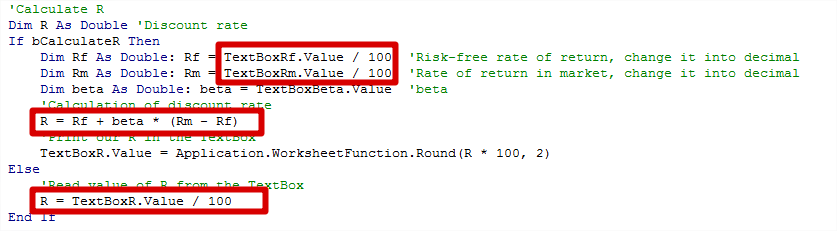 'Calculate R
Dim R As Double 'Discount rate
If bCalculateR Then
Dim Rf As Double: Rf = TextBoxRf.Value / 100 'Risk-free rate of return, change it into decimal
Dim Rm As Double: Rm = TextBoxRm.Value / 100 'Rate of return in market, change it into decimal
Dim beta As Double: beta = TextBoxBeta.Value 'beta
'Calculation of discount rate
R = Rf + beta * (Rm - Rf)
'Print our R in the TextBox
TextBoxR.Value = Application.WorksheetFunction.Round(R * 100, 2)
Else
'Read value of R from the TextBox
R = TextBoxR.Value / 100
End If